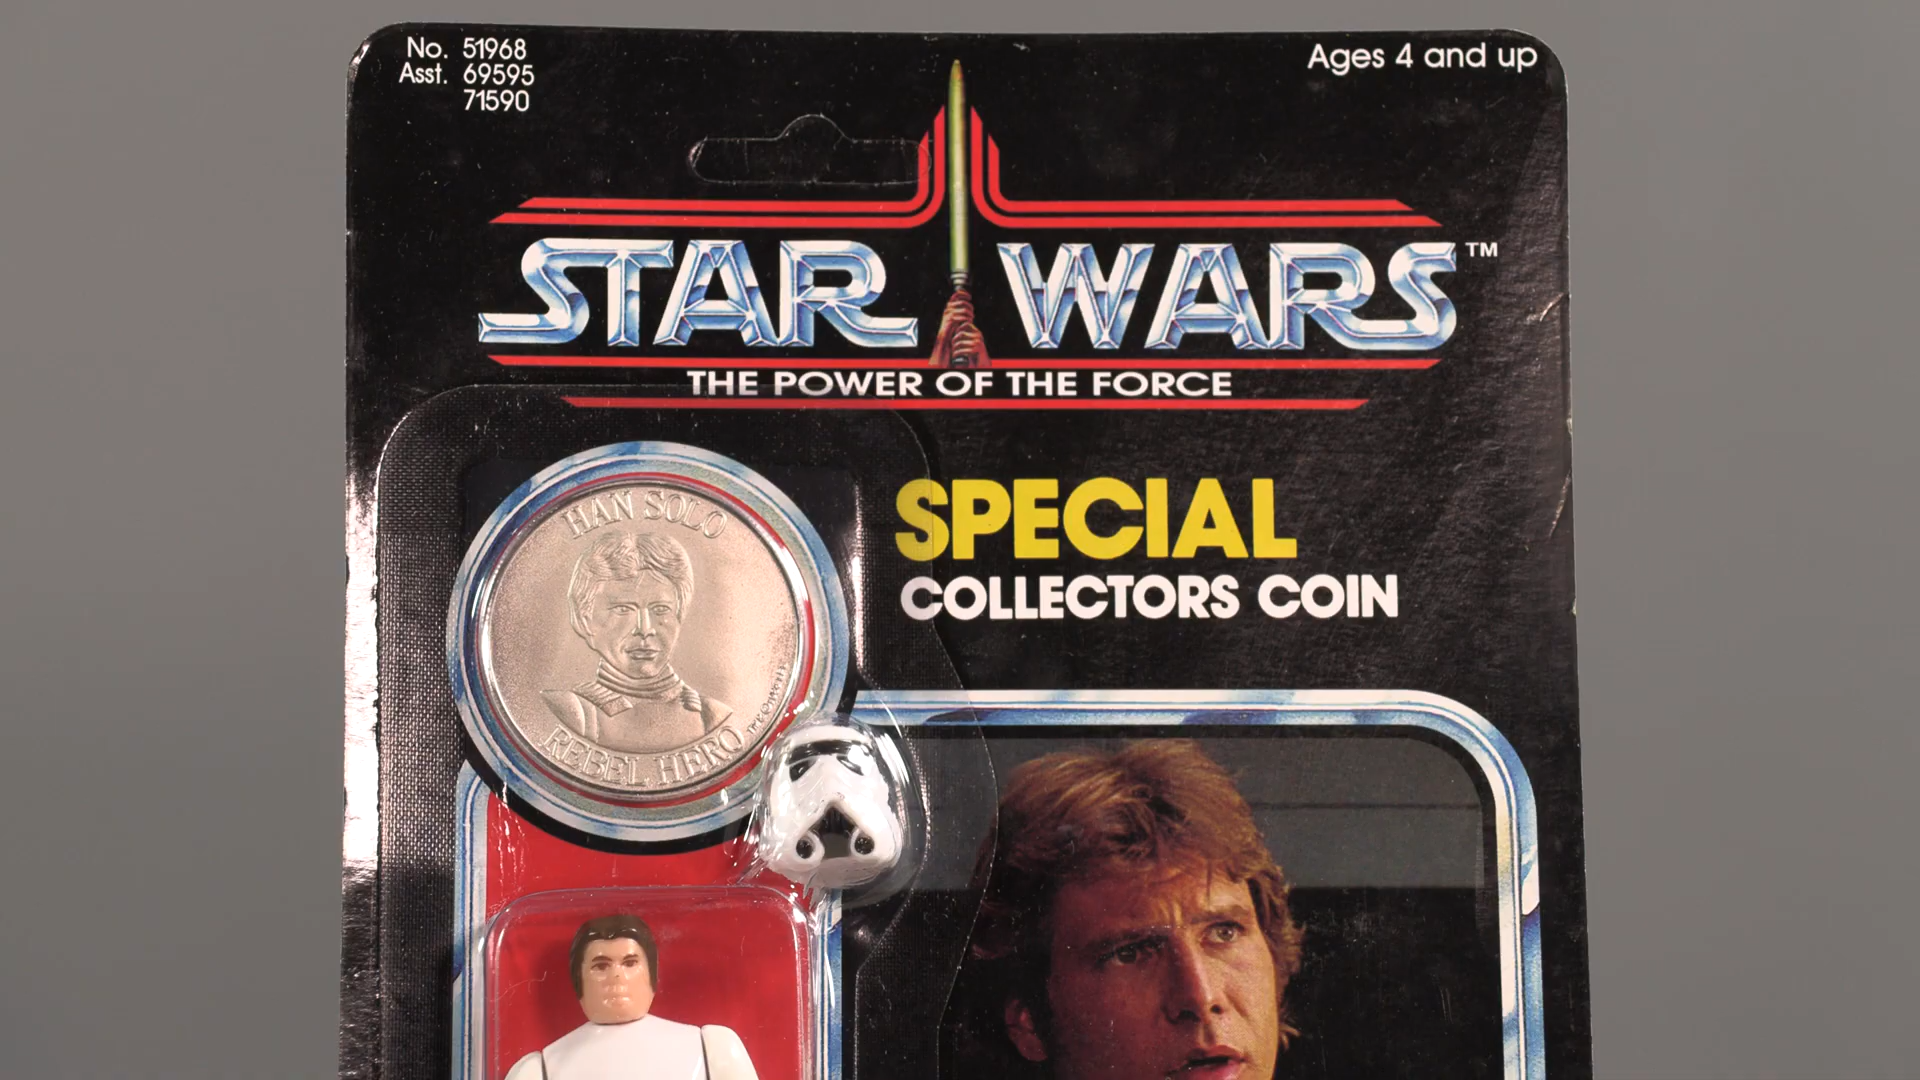 No. 51968
Asst. 69595
71590
Ages 4 and up
STAR WARS™
THE POWER OF THE FORCE
SPECIAL
COLLECTORS COIN
HAN SOLO
REBEL HERO